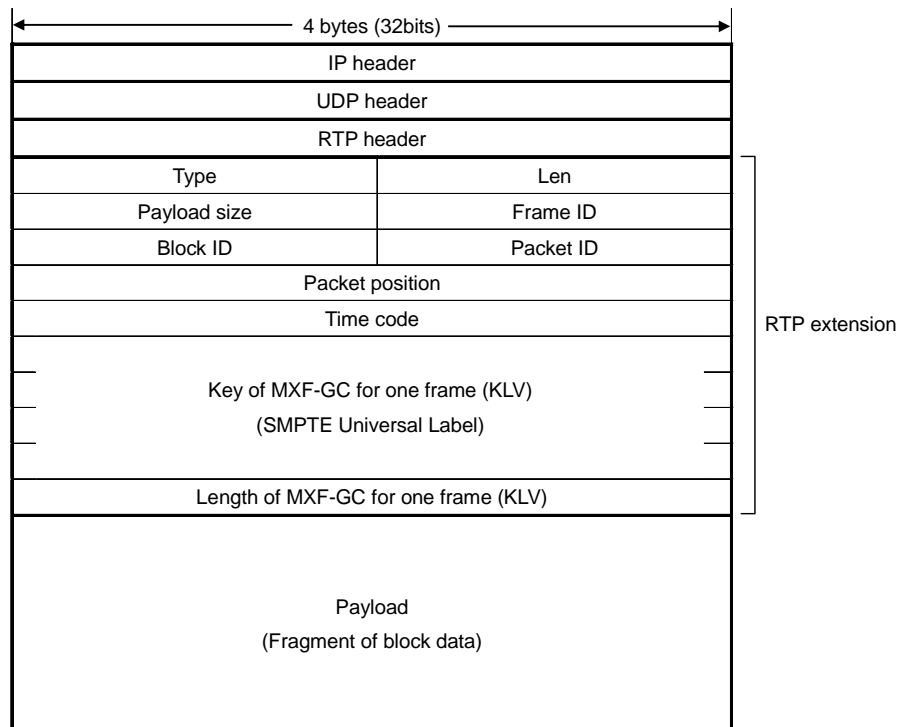 4 bytes (32bits)
IP header
UDP header
RTP header
Type Len
Payload size Frame ID
Block ID Packet ID
Packet position
Time code
RTP extension
Key of MXF-GC for one frame (KLV)
(SMPTE Universal Label)
Length of MXF-GC for one frame (KLV)
Payload
(Fragment of block data)